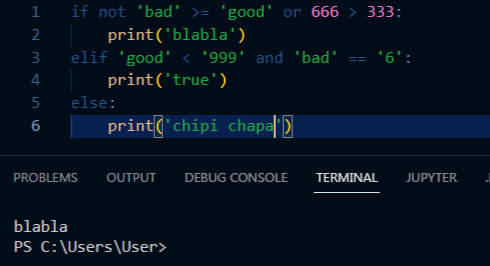 1 if not 'bad' >= 'good' or 666 > 333:
2     print('blabla')
3 elif 'good' < '999' and 'bad' == '6':
4     print('true')
5 else:
6     print('chipi chapa')
PROBLEMS OUTPUT DEBUG CONSOLE TERMINAL JUPYTER
blabla
PS C:\Users\User>